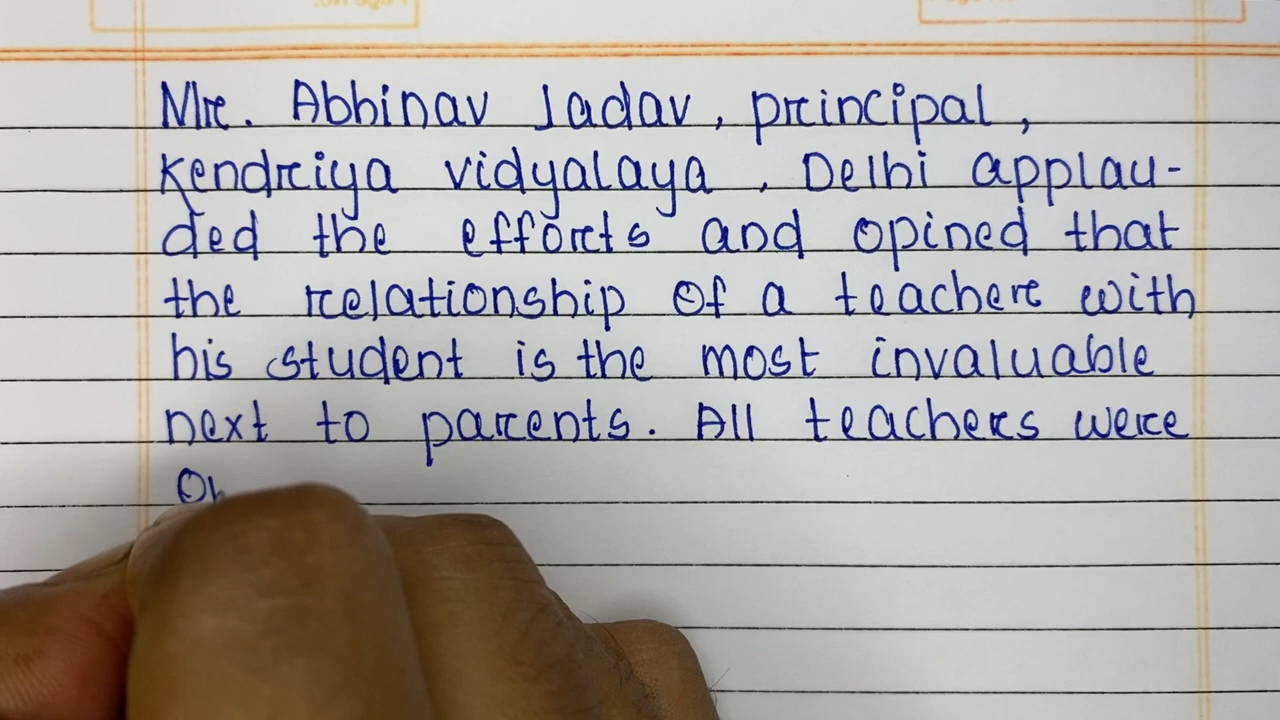 Mr. Abhinav Jadav, principal,
Kendriya vidyalaya, Delhi applau-
ded the efforts and opined that
the relationship of a teacher with
his student is the most invaluable
next to parents. All teachers were